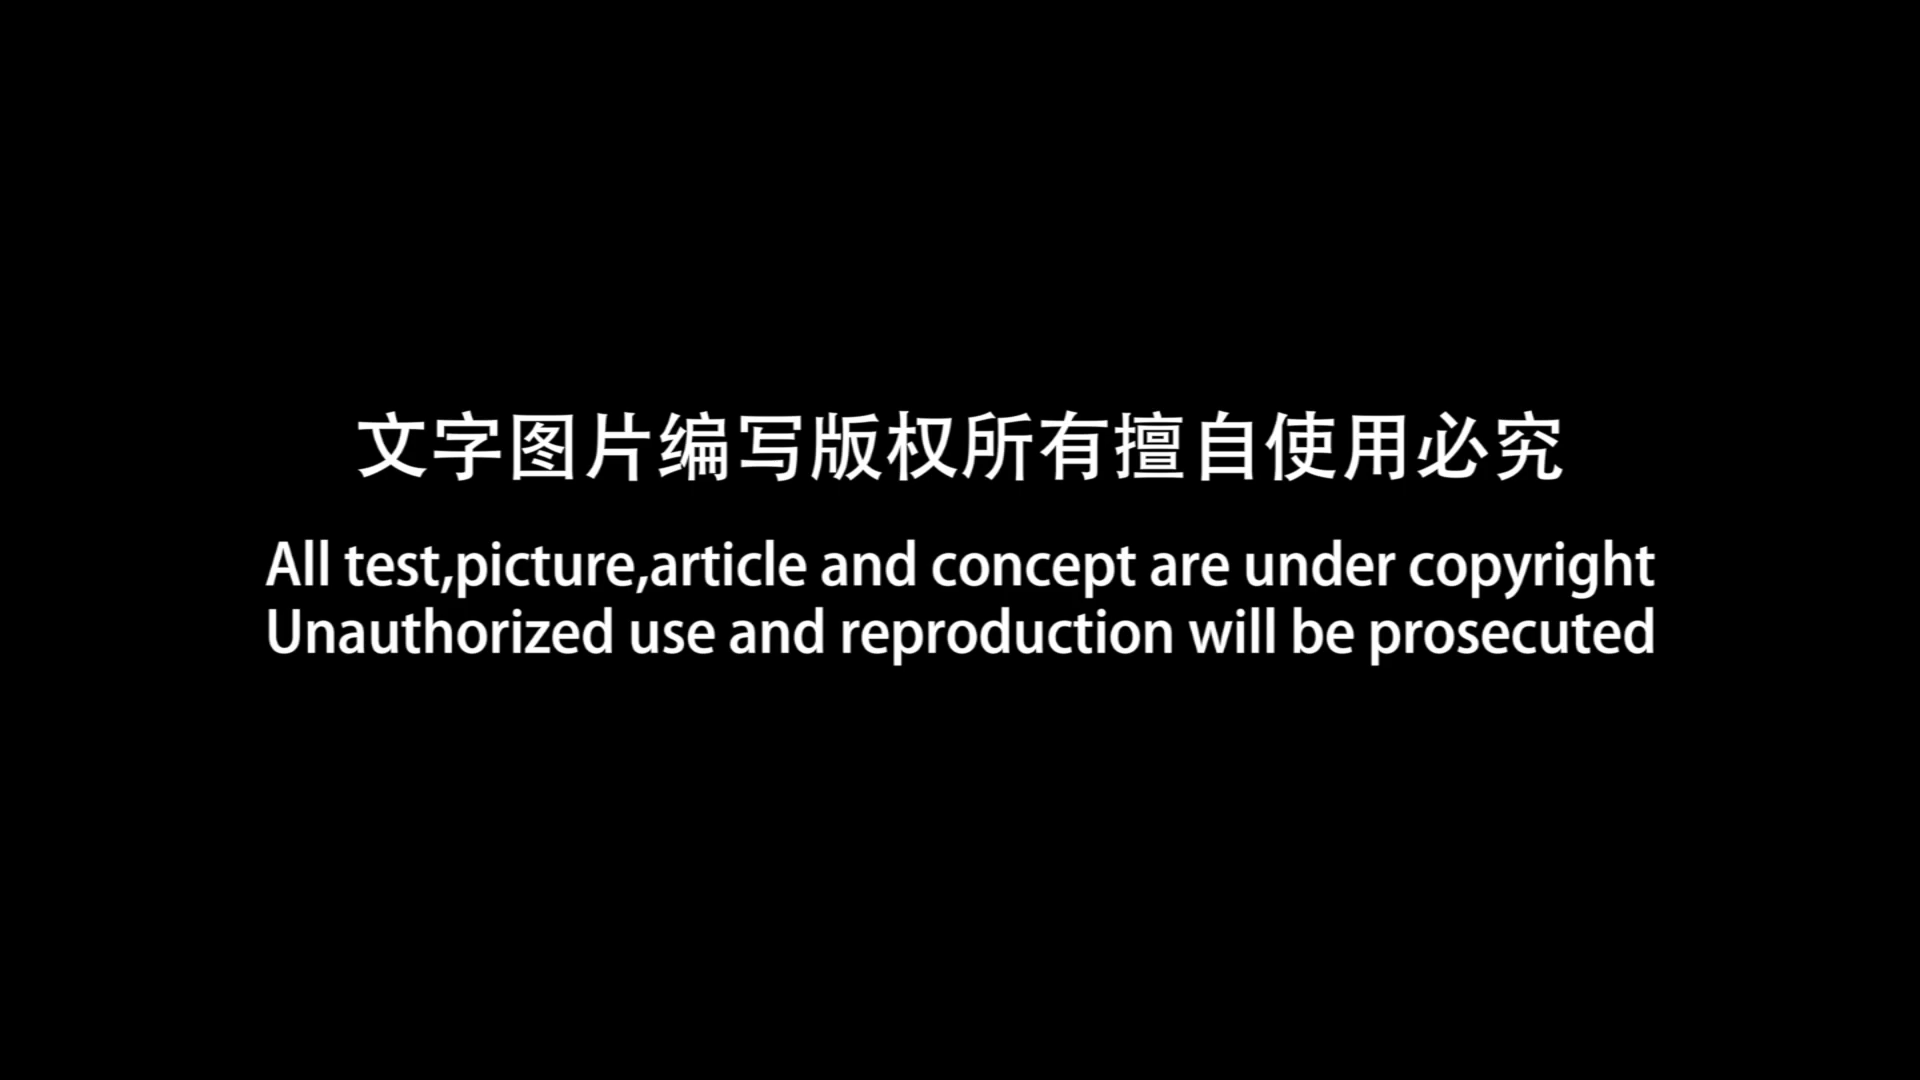 文字图片编写版权所有擅自使用必究
All test,picture,article and concept are under copyright
Unauthorized use and reproduction will be prosecuted